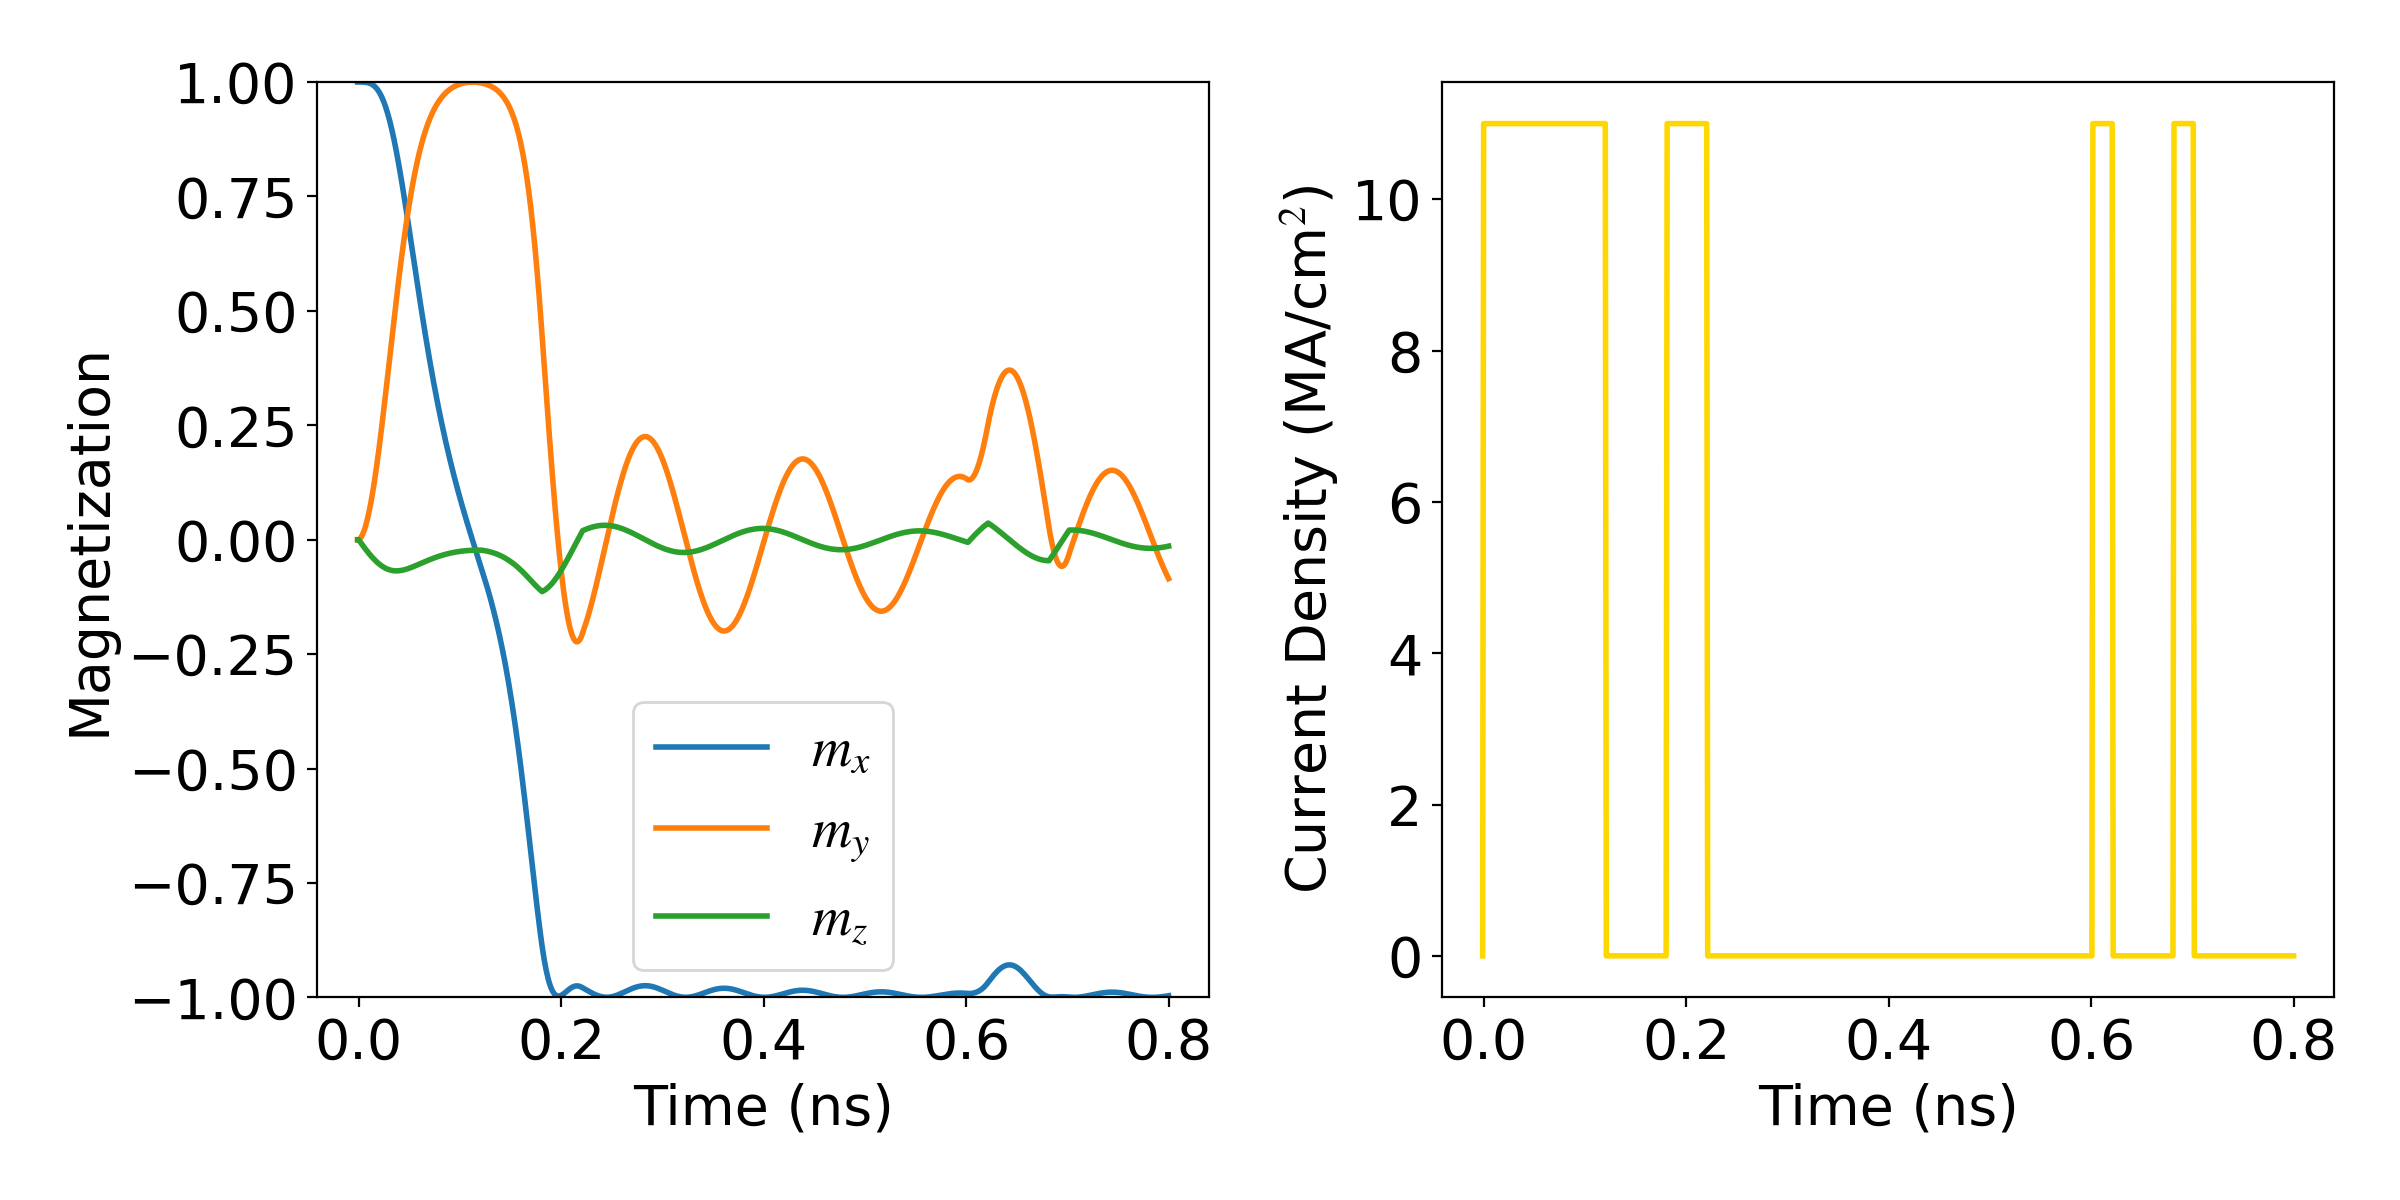 Magnetization
1.00
0.75
0.50
0.25
0.00
−0.25
−0.50
−0.75
−1.00
0.0 0.2 0.4 0.6 0.8
Time (ns)
m_x
m_y
m_z
Current Density (MA/cm²)
10
8
6
4
2
0
0.0 0.2 0.4 0.6 0.8
Time (ns)